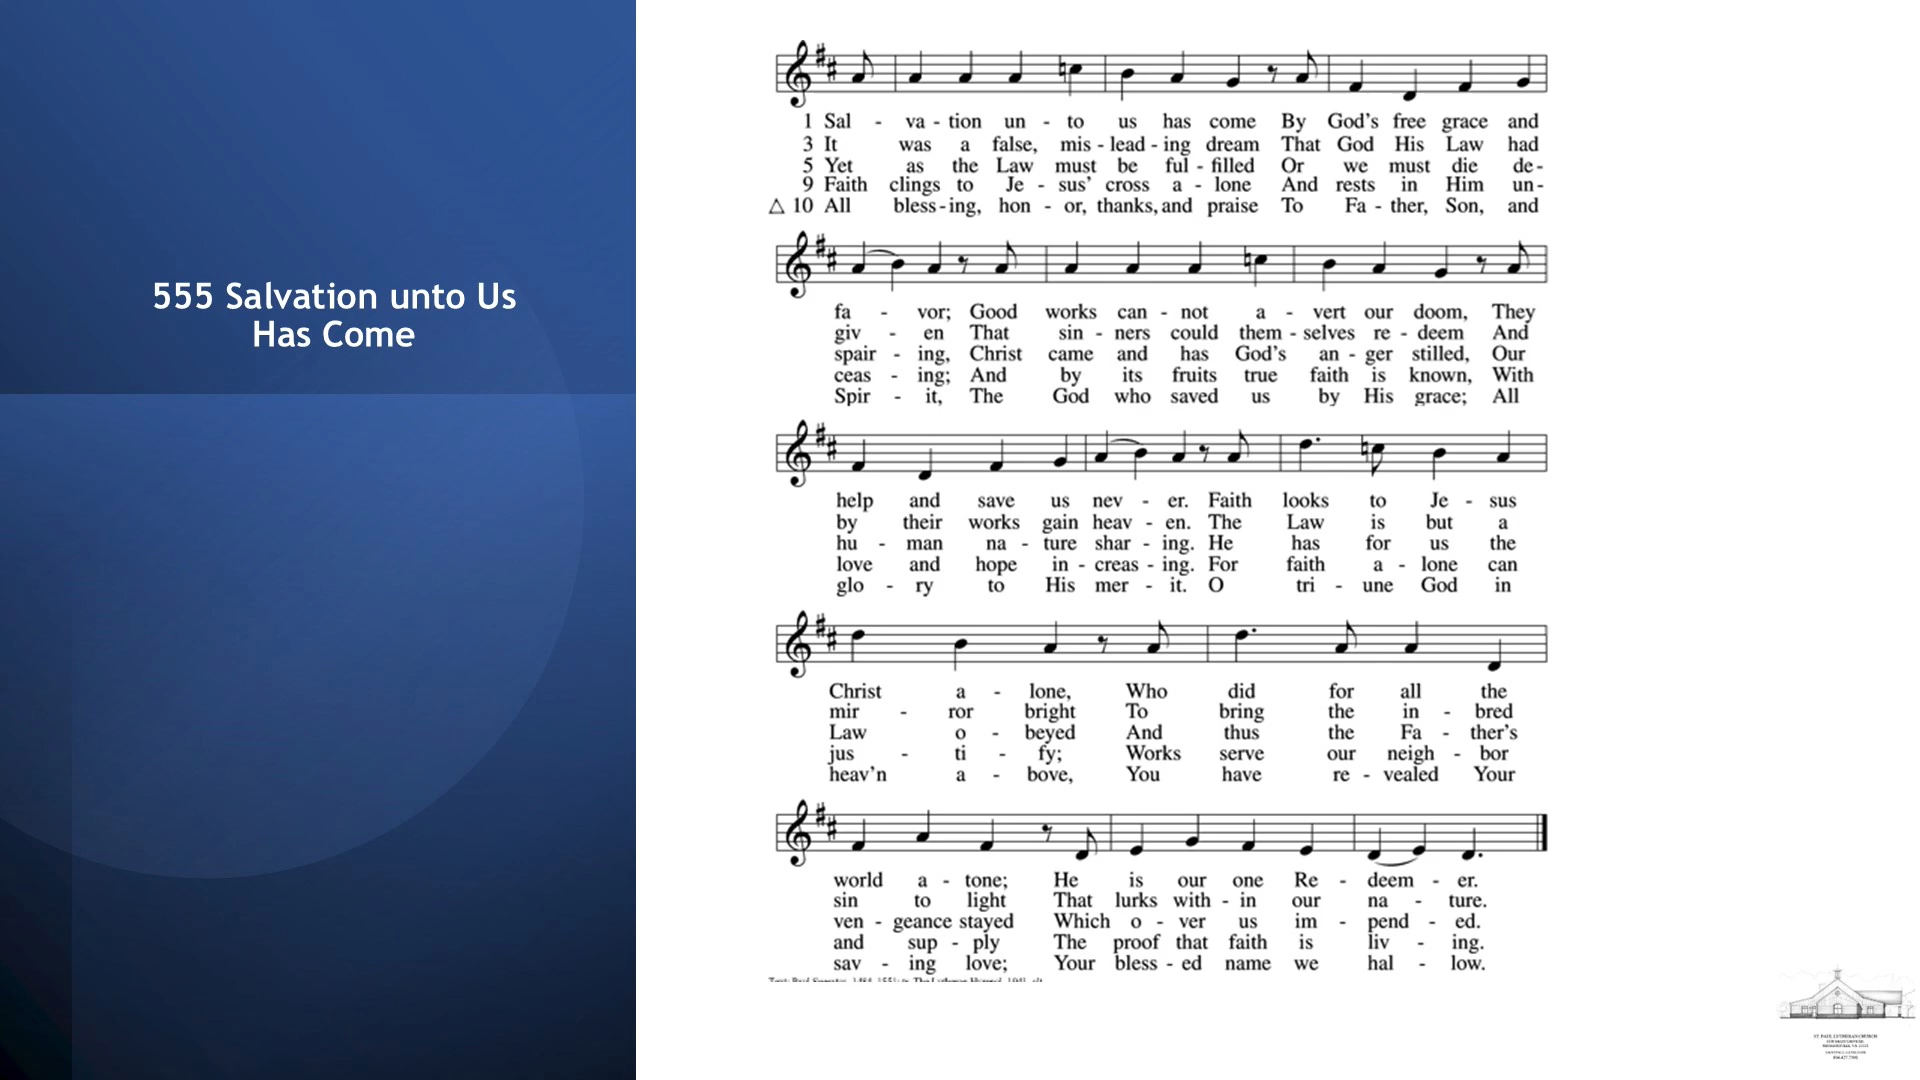 555 Salvation unto Us
Has Come
1 Sal - va - tion un - to us has come By God's free grace and
3 It was a false, mis - lead - ing dream That God His Law had
5 Yet as the Law must be ful - filled Or we must die de-
9 Faith clings to Je - sus' cross a - lone And rests in Him un-
△ 10 All bless - ing, hon - or, thanks, and praise To Fa - ther, Son, and
fa - vor; Good works can - not a - vert our doom, They
giv - en That sin - ners could them - selves re - deem And
spair - ing, Christ came and has God's an - ger stilled, Our
ceas - ing; And by its fruits true faith is known, With
Spir - it, The God who saved us by His grace; All
help and save us nev - er. Faith looks to Je - sus
by their works gain heav - en. The Law is but a
hu - man na - ture shar - ing. He has for us the
love and hope in - creas - ing. For faith a - lone can
glo - ry to His mer - it. O tri - une God in
Christ a - lone, Who did for all the
mir - ror bright To bring the in - bred
Law o - beyed And thus the Fa - ther's
jus - ti - fy; Works serve our neigh - bor
heav'n a - bove, You have re - vealed Your
world a - tone; He is our one Re - deem - er.
sin to light That lurks with - in our na - ture.
ven - geance stayed Which o - ver us im - pend - ed.
and sup - ply The proof that faith is liv - ing.
sav - ing love; Your bless - ed name we hal - low.
ST. PAUL LUTHERAN CHURCH